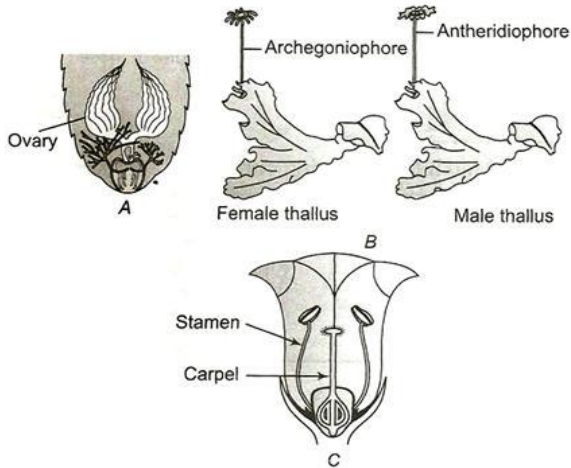 Archegoniophore
Antheridiophore
Ovary
A
Female thallus
Male thallus
B
Stamen
Carpel
C